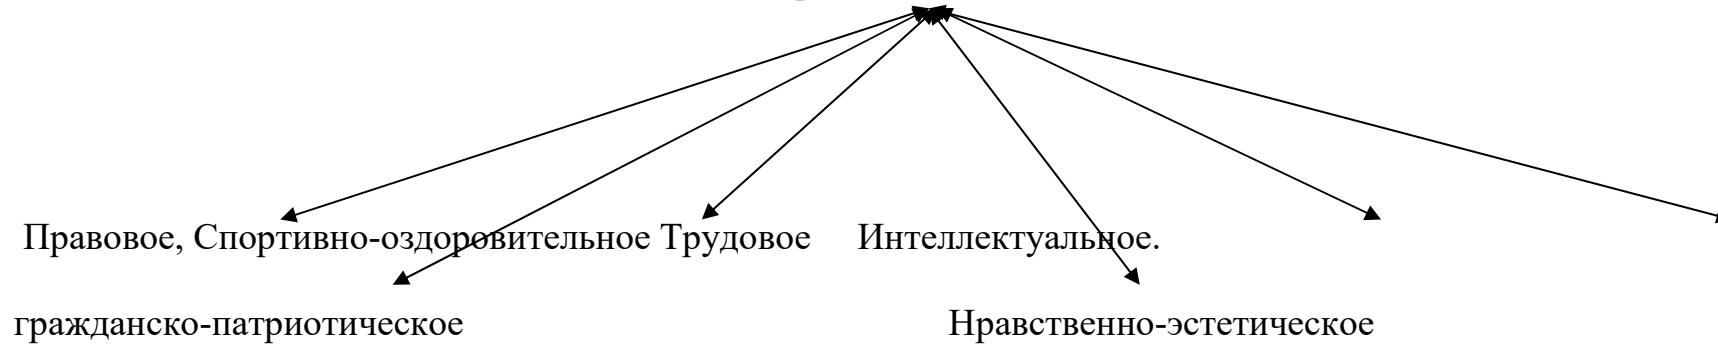 Правовое, Спортивно-оздоровительное Трудовое Интеллектуальное.
гражданско-патриотическое Нравственно-эстетическое